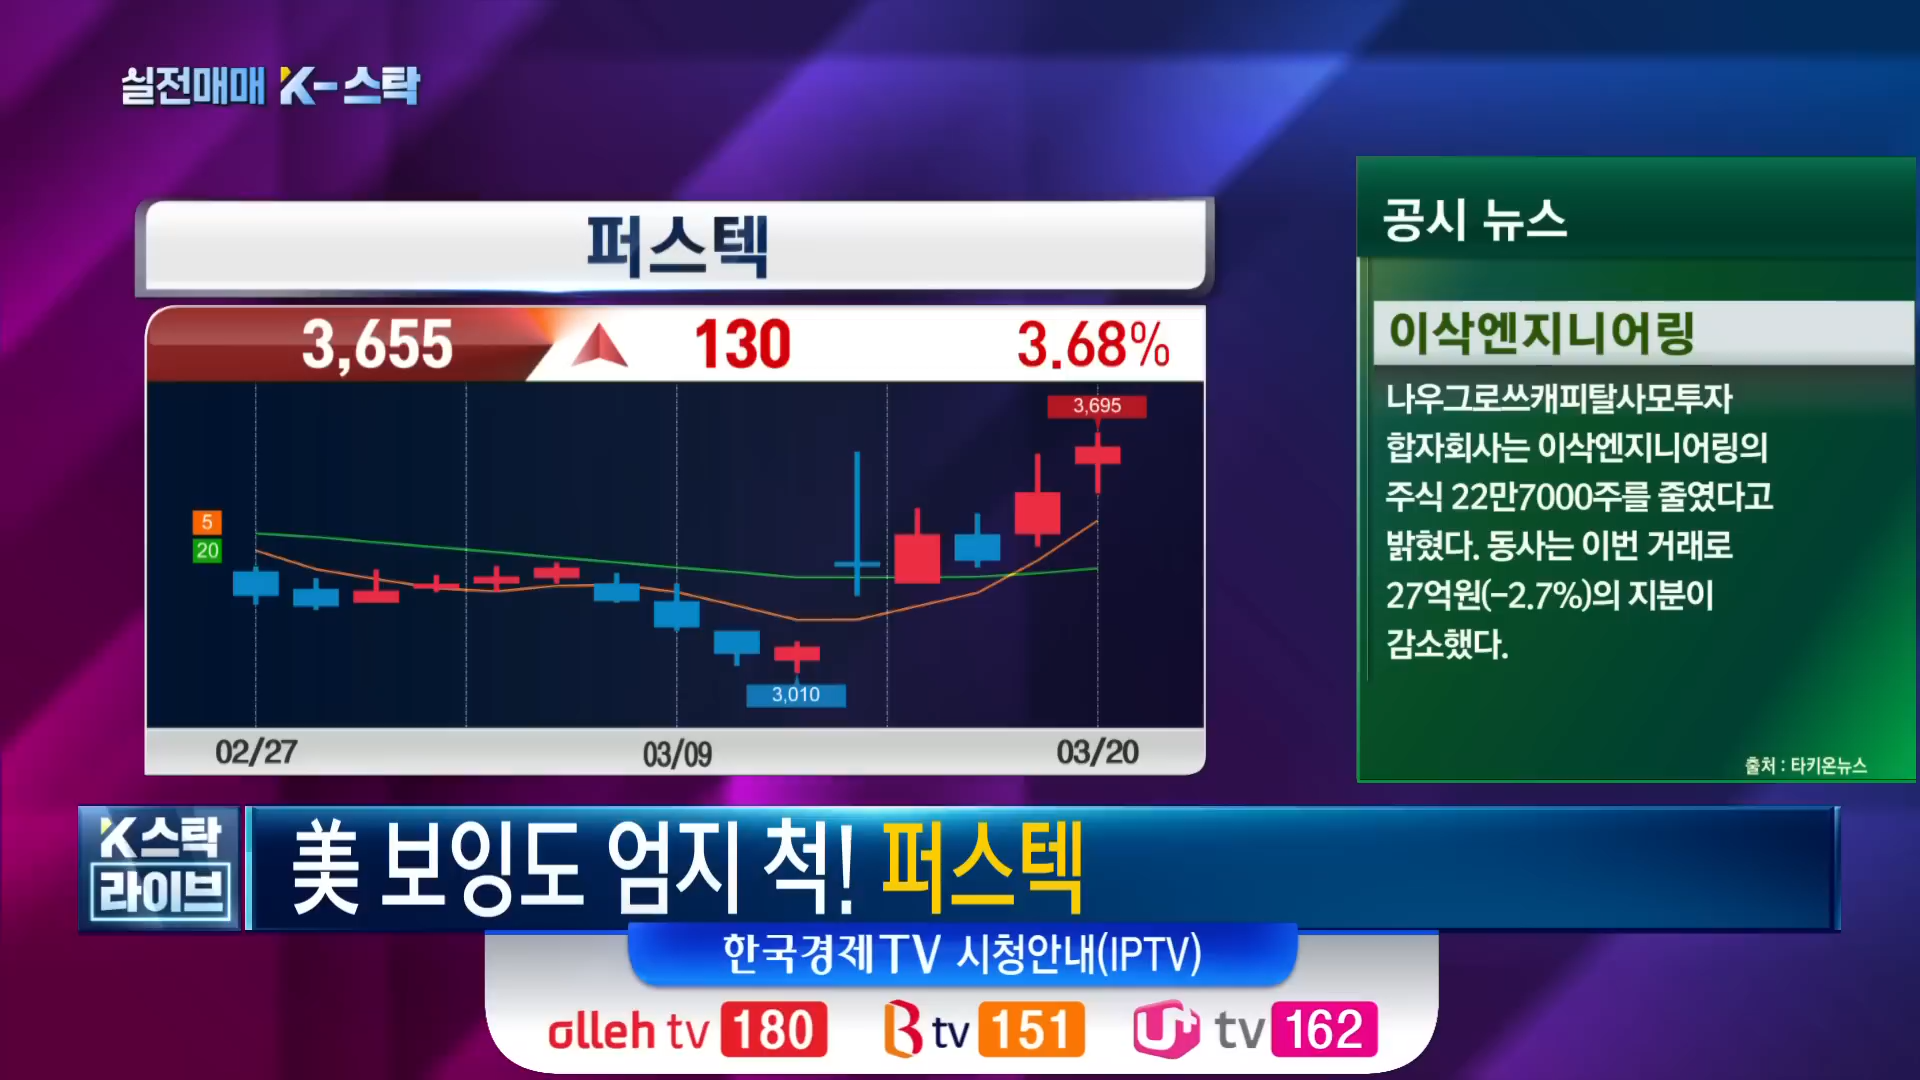 실전매매 K-스탁
퍼스텍
3,655 130 3.68%
3,695
5
20
3,010
02/27 03/09 03/20
공시 뉴스
이삭엔지니어링
나우그로쓰캐피탈사모투자
합자회사는 이삭엔지니어링의
주식 22만7000주를 줄였다고
밝혔다. 동사는 이번 거래로
27억원(-2.7%)의 지분이
감소했다.
출처 : 타키온뉴스
K스탁
라이브
美 보잉도 엄지 척! 퍼스텍
한국경제TV 시청안내(IPTV)
olleh tv 180 B tv 151 U+ tv 162